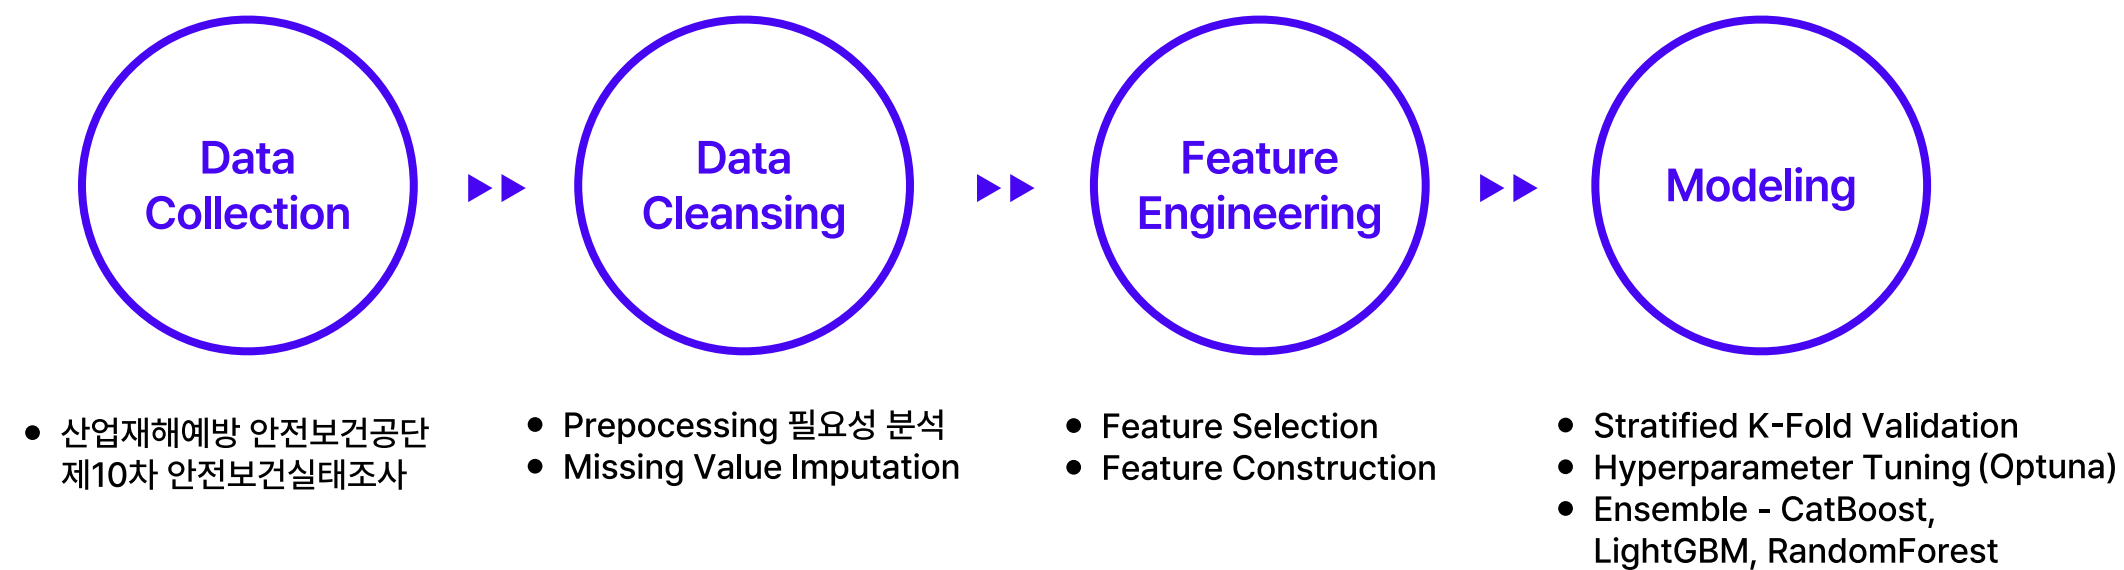 Data
Collection
Data
Cleansing
Feature
Engineering
Modeling
• 산업재해예방 안전보건공단
제10차 안전보건실태조사
• Prepocessing 필요성 분석
• Missing Value Imputation
• Feature Selection
• Feature Construction
• Stratified K-Fold Validation
• Hyperparameter Tuning (Optuna)
• Ensemble - CatBoost,
LightGBM, RandomForest